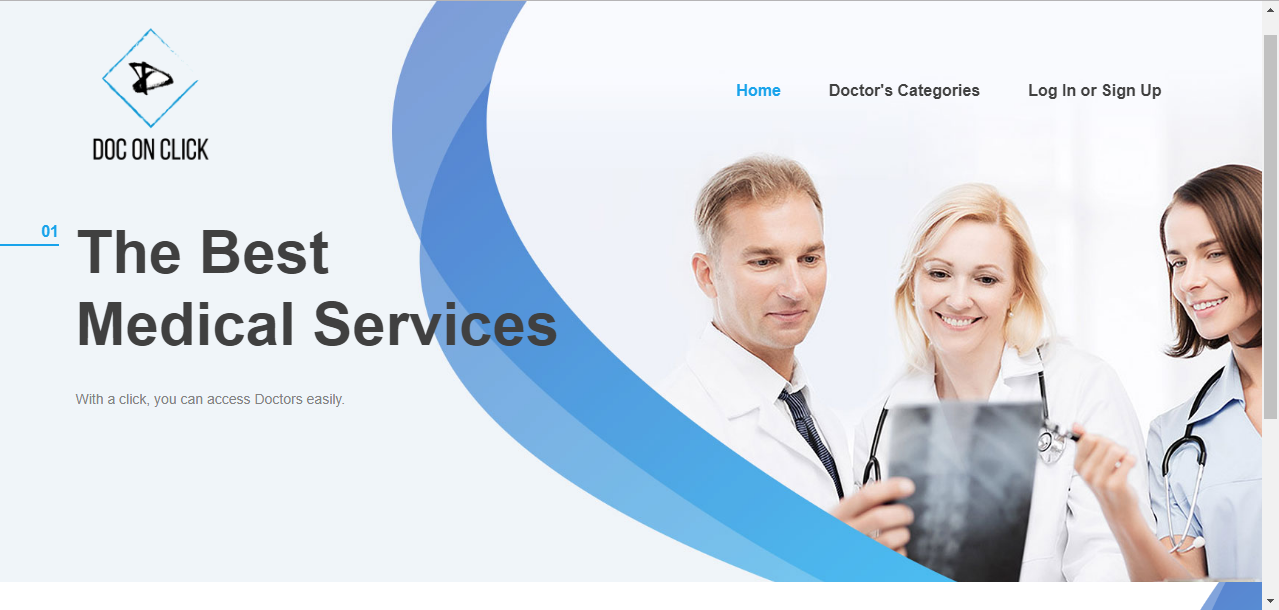 DOC ON CLICK
Home
Doctor's Categories
Log In or Sign Up
01
The Best
Medical Services
With a click, you can access Doctors easily.